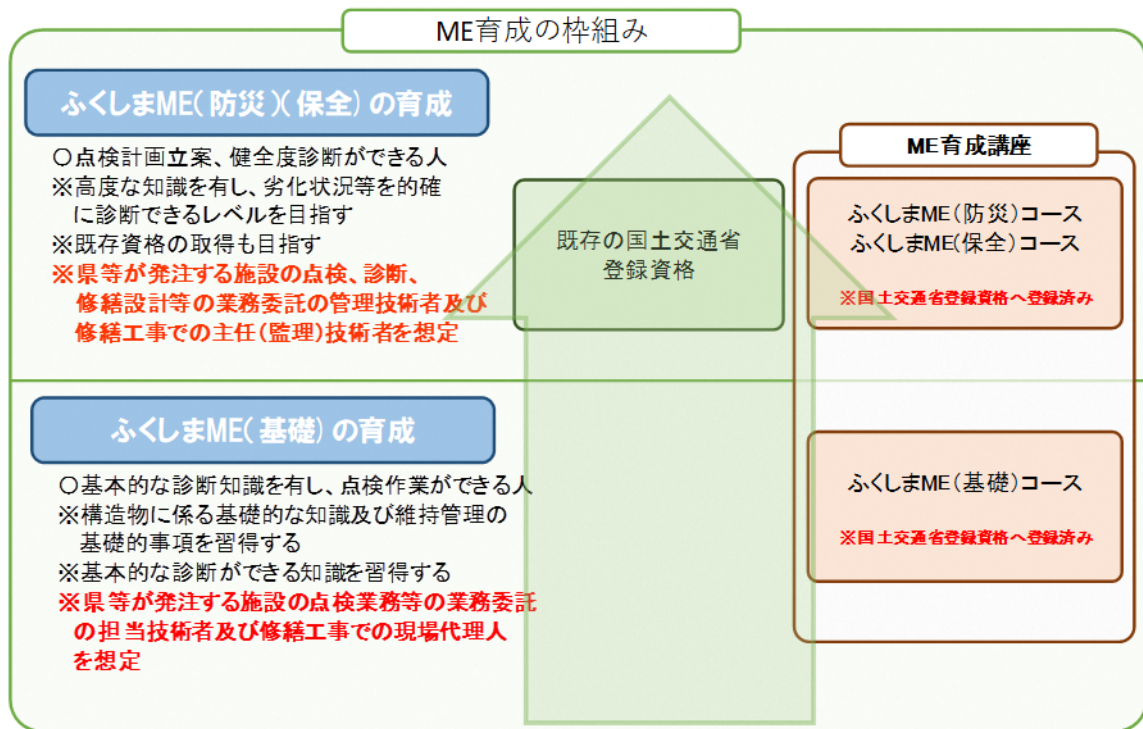 ME育成の枠組み
ふくしまME(防災)(保全)の育成
○点検計画立案、健全度診断ができる人
※高度な知識を有し、劣化状況等を的確
に診断できるレベルを目指す
※既存資格の取得も目指す
※県等が発注する施設の点検、診断、
修繕設計等の業務委託の管理技術者及び
修繕工事での主任(監理)技術者を想定
既存の国土交通省
登録資格
ME育成講座
ふくしまME(防災)コース
ふくしまME(保全)コース
※国土交通省登録資格へ登録済み
ふくしまME(基礎)の育成
○基本的な診断知識を有し、点検作業ができる人
※構造物に係る基礎的な知識及び維持管理の
基礎的事項を習得する
※基本的な診断ができる知識を習得する
※県等が発注する施設の点検業務等の業務委託
の担当技術者及び修繕工事での現場代理人
を想定
ふくしまME(基礎)コース
※国土交通省登録資格へ登録済み